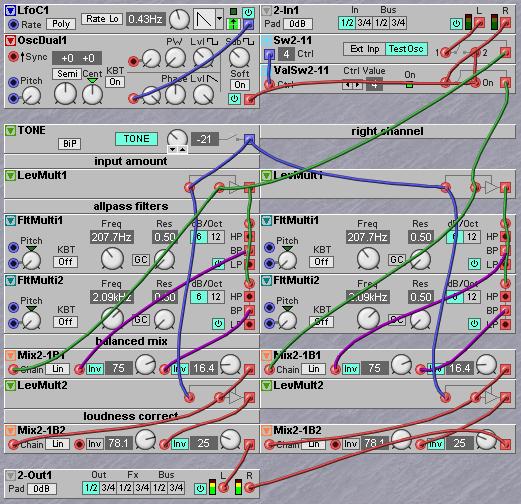 LfoC1
Rate Poly Rate Lo 0.43Hz
OscDual1
Sync +0 +0 PW Lvl Sub
Semi Cent KBT Phase Lvl Soft
Pitch On On
2-In1
Pad 0dB In 1/2 3/4 Bus 1/2 3/4 L R
Sw2-11
4 Ctrl Ext Inp TestOsc 1 2
ValSw2-11
Ctrl Ctrl Value 4 On On
TONE
BiP TONE -21
right channel
input amount
LevMult1
LevMult1
allpass filters
FltMulti1
Freq Res dB/Oct
207.7Hz 0.50 6 12 HP
Pitch KBT Off GC BP
LP
FltMulti1
Freq Res dB/Oct
207.7Hz 0.50 6 12 HP
Pitch KBT Off GC BP
LP
FltMulti2
Freq Res dB/Oct
2.09kHz 0.50 6 12 HP
Pitch KBT Off GC BP
LP
FltMulti2
Freq Res dB/Oct
2.09kHz 0.50 6 12 HP
Pitch KBT Off GC BP
LP
balanced mix
Mix2-1B1
Chain Lin Inv 75 Inv 16.4
Mix2-1B1
Chain Lin Inv 75 Inv 16.4
LevMult2
LevMult2
loudness correct
Mix2-1B2
Chain Lin Inv 78.1 Inv 25
Mix2-1B2
Chain Lin Inv 78.1 Inv 25
2-Out1
Pad 0dB Out 1/2 3/4 Fx 1/2 3/4 Bus 1/2 3/4 L R